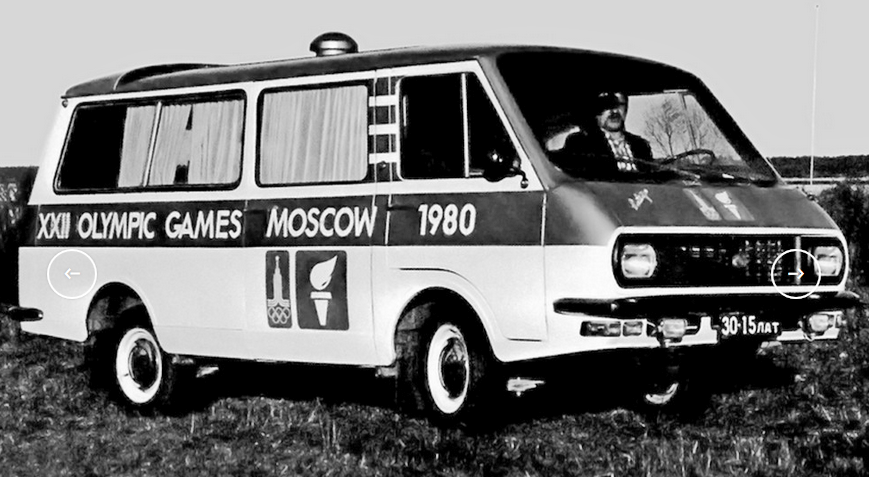 XXII OLYMPIC GAMES MOSCOW 1980
30-15 ЛАТ